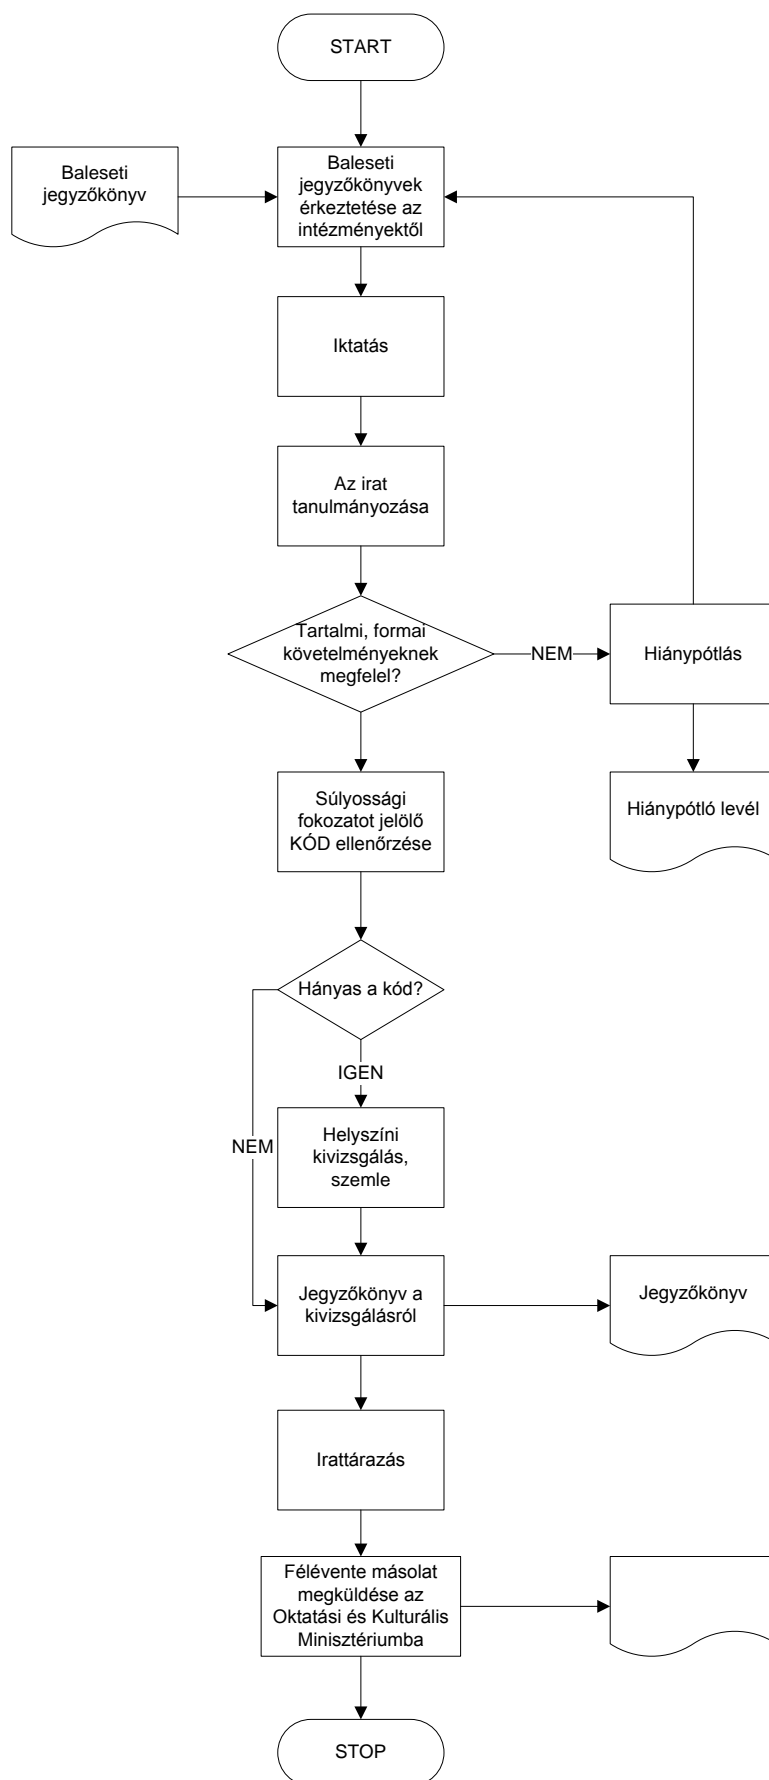 START
Baleseti
jegyzőkönyv
Baleseti
jegyzőkönyvek
érkeztetése az
intézményektől
Iktatás
Az irat
tanulmányozása
Tartalmi, formai
követelményeknek
megfelel?
NEM
Hiánypótlás
Súlyossági
fokozatot jelölő
KÓD ellenőrzése
Hiánypótló levél
Hányas a kód?
IGEN
NEM
Helyszíni
kivizsgálás,
szemle
Jegyzőkönyv a
kivizsgálásról
Jegyzőkönyv
Irattárazás
Félévente másolat
megküldése az
Oktatási és Kulturális
Minisztériumba
STOP